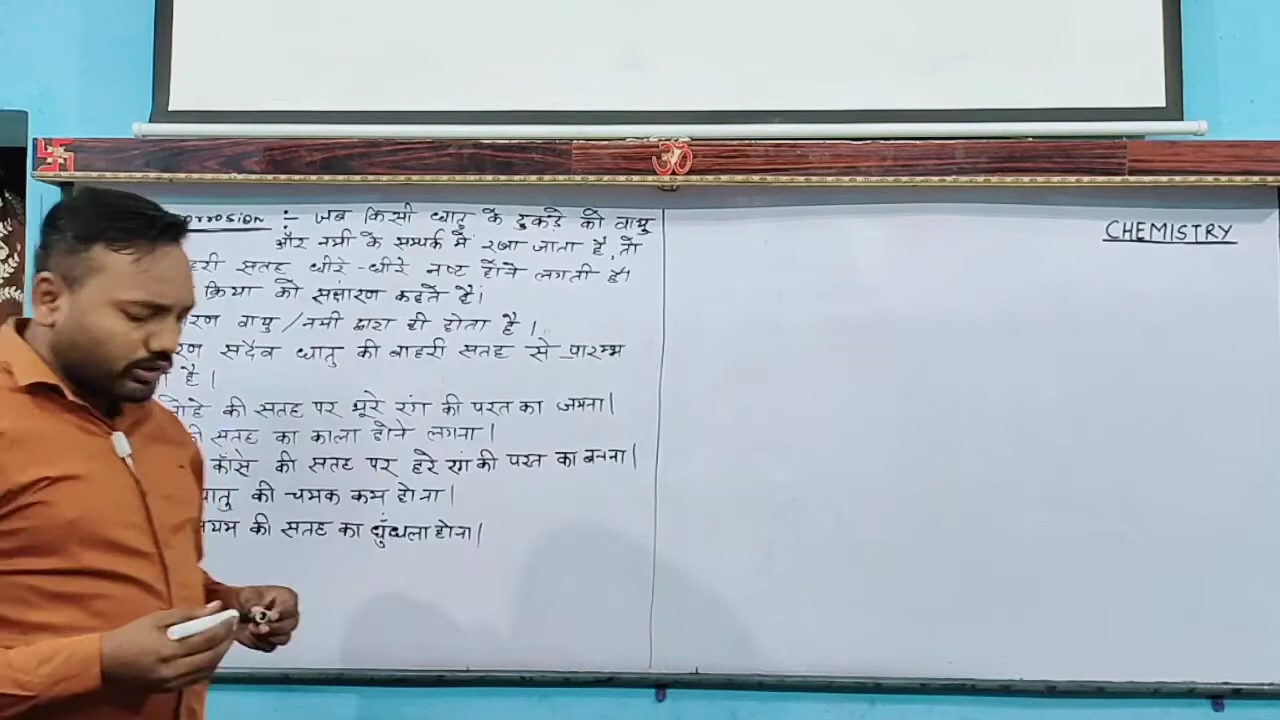 orrosion :- जब किसी धातु के टुकड़े को वायु
और नमी के सम्पर्क में रखा जाता है, तो
हरी सतह धीरे-धीरे नष्ट होने लगती है।
क्रिया को संक्षारण कहते है।
रण वायु/नमी द्वारा ही होता है।
रण सदैव धातु की बाहरी सतह से प्रारम्भ
है।
लोहे की सतह पर भूरे रंग की परत का जमना।
की सतह का काला होने लगना।
काँसे की सतह पर हरे रंग की परत का बनना।
धातु की चमक कम होना।
नियम की सतह का धुँधला होना।
CHEMISTRY
ॐ